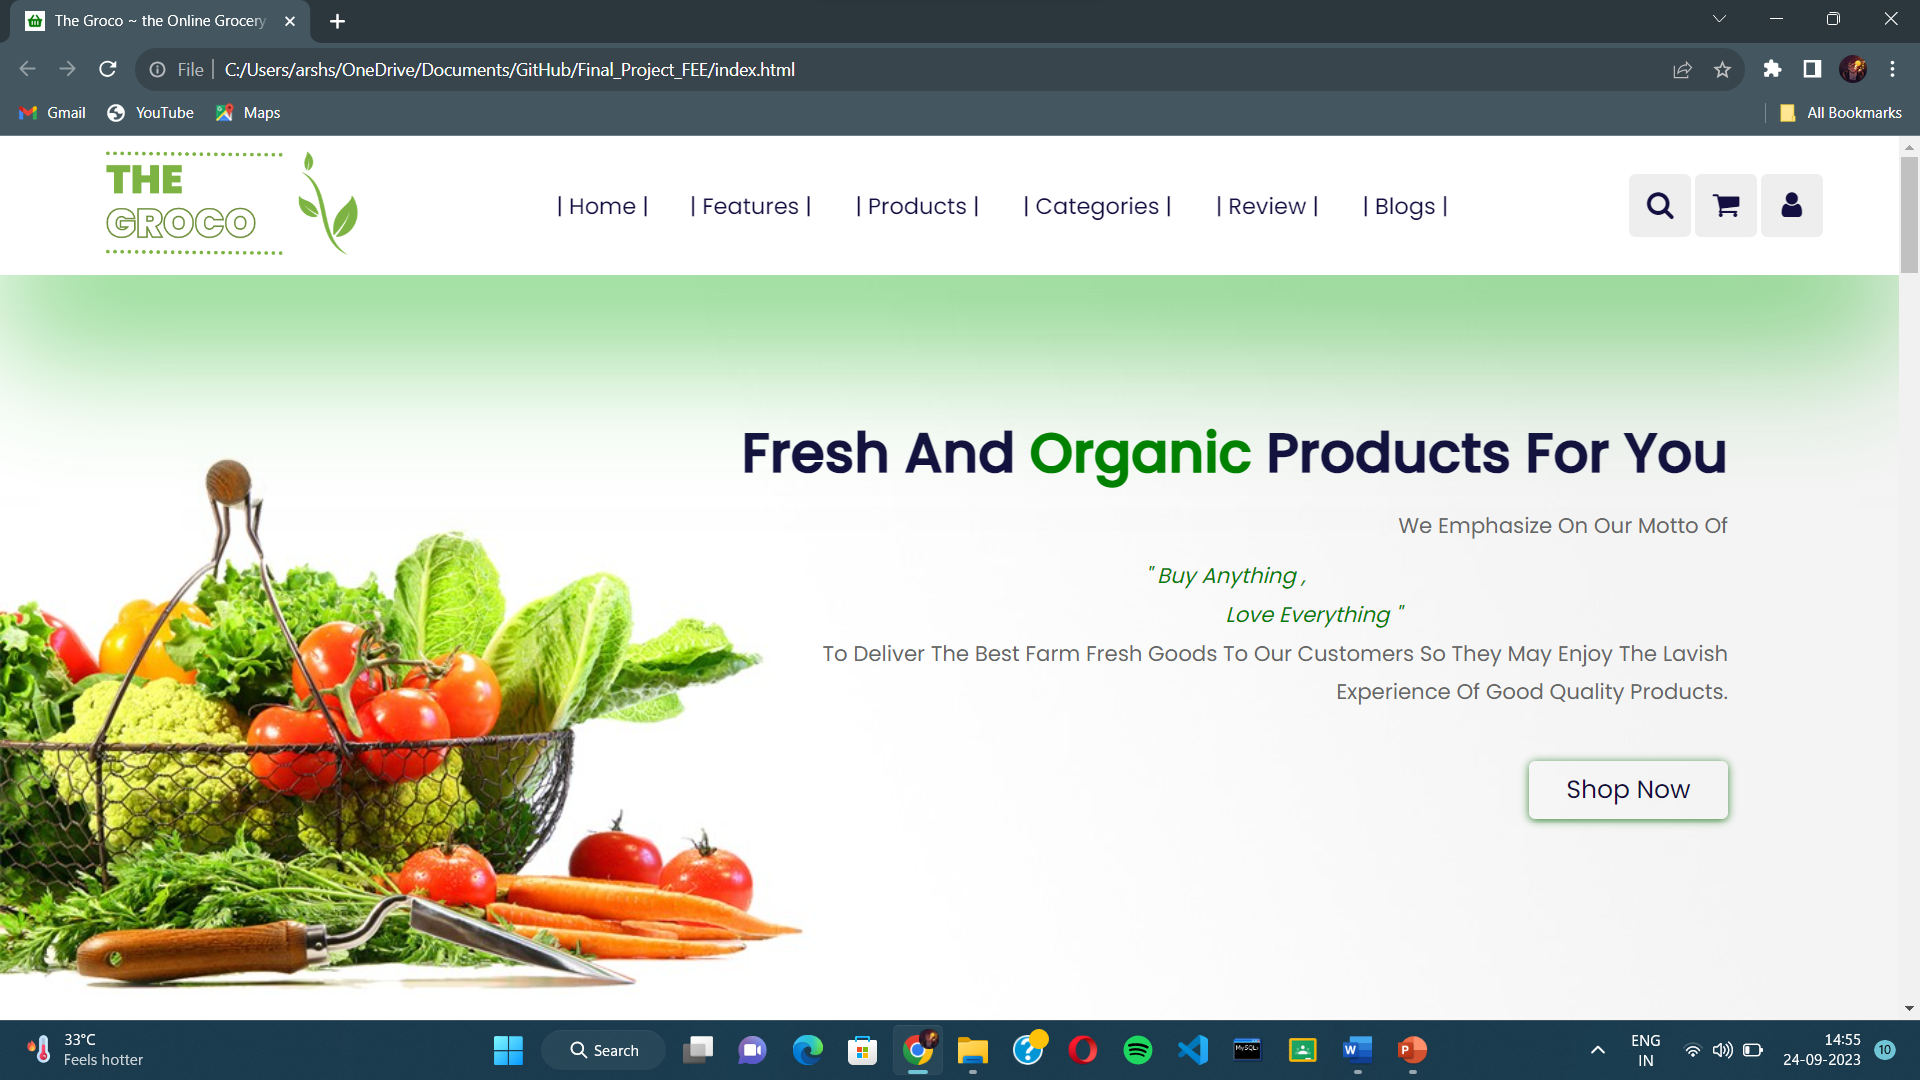 The Groco ~ the Online Grocery
File | C:/Users/arshs/OneDrive/Documents/GitHub/Final_Project_FEE/index.html
Gmail YouTube Maps All Bookmarks
THE
GROCO
| Home | | Features | | Products | | Categories | | Review | | Blogs |
Fresh And Organic Products For You
We Emphasize On Our Motto Of
" Buy Anything ,
Love Everything "
To Deliver The Best Farm Fresh Goods To Our Customers So They May Enjoy The Lavish
Experience Of Good Quality Products.
Shop Now
33°C
Feels hotter
Search
MySQL
ENG
IN
14:55
24-09-2023
10